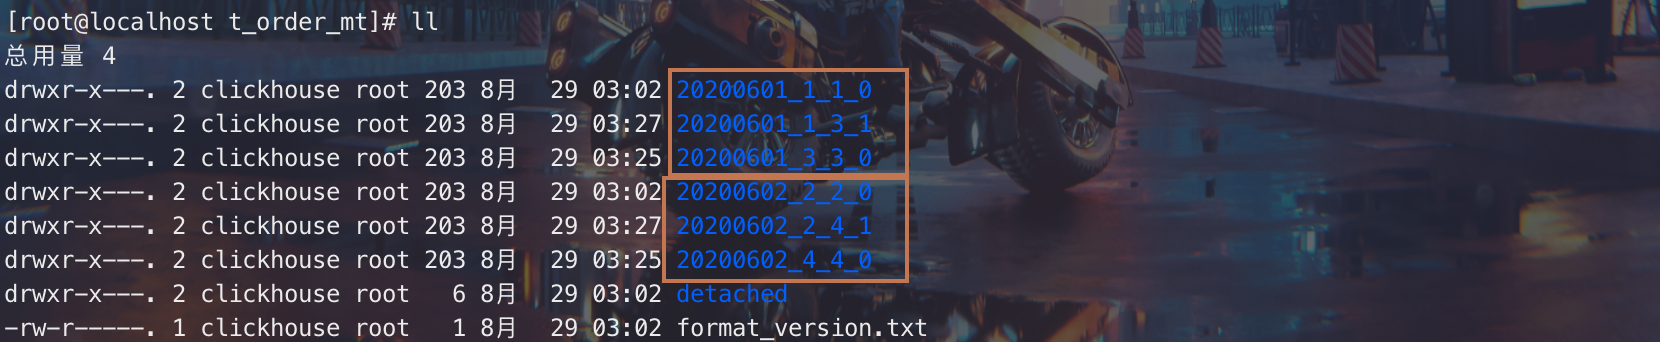 [root@localhost t_order_mt]# ll
总用量 4
drwxr-x---. 2 clickhouse root 203 8月  29 03:02 20200601_1_1_0
drwxr-x---. 2 clickhouse root 203 8月  29 03:27 20200601_1_3_1
drwxr-x---. 2 clickhouse root 203 8月  29 03:25 20200601_3_3_0
drwxr-x---. 2 clickhouse root 203 8月  29 03:02 20200602_2_2_0
drwxr-x---. 2 clickhouse root 203 8月  29 03:27 20200602_2_4_1
drwxr-x---. 2 clickhouse root 203 8月  29 03:25 20200602_4_4_0
drwxr-x---. 2 clickhouse root   6 8月  29 03:02 detached
-rw-r-----. 1 clickhouse root   1 8月  29 03:02 format_version.txt